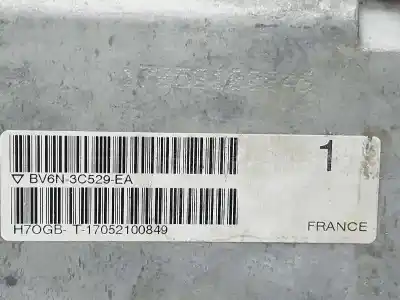 1
▽ BV6N-3C529-EA
H7OGB- T-17052100849
FRANCE